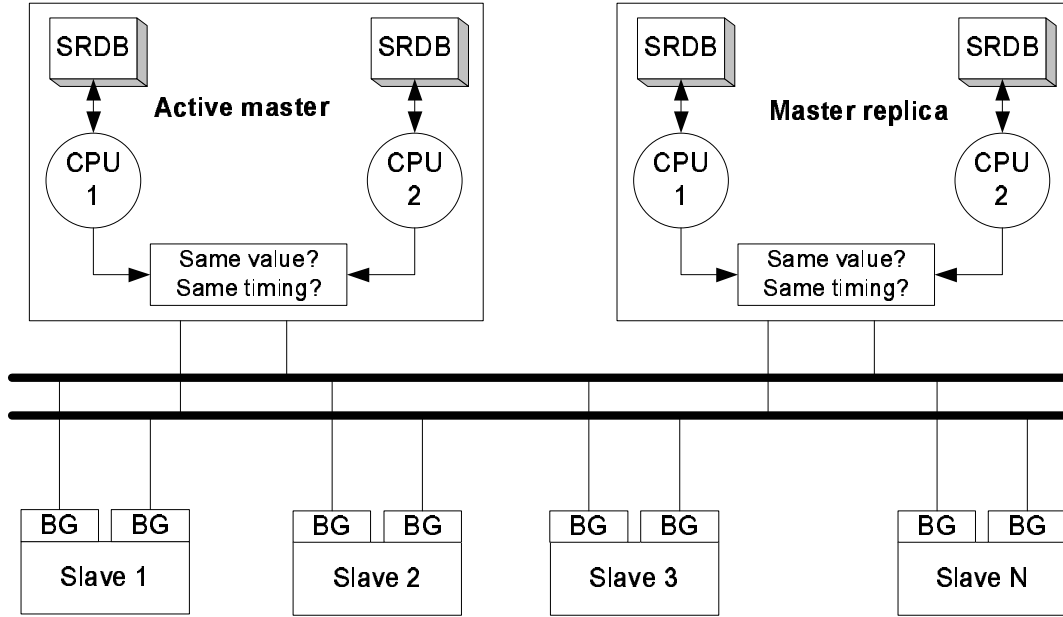 SRDB
SRDB
Active master
CPU
1
CPU
2
Same value?
Same timing?
SRDB
SRDB
Master replica
CPU
1
CPU
2
Same value?
Same timing?
BG
BG
Slave 1
BG
BG
Slave 2
BG
BG
Slave 3
BG
BG
Slave N